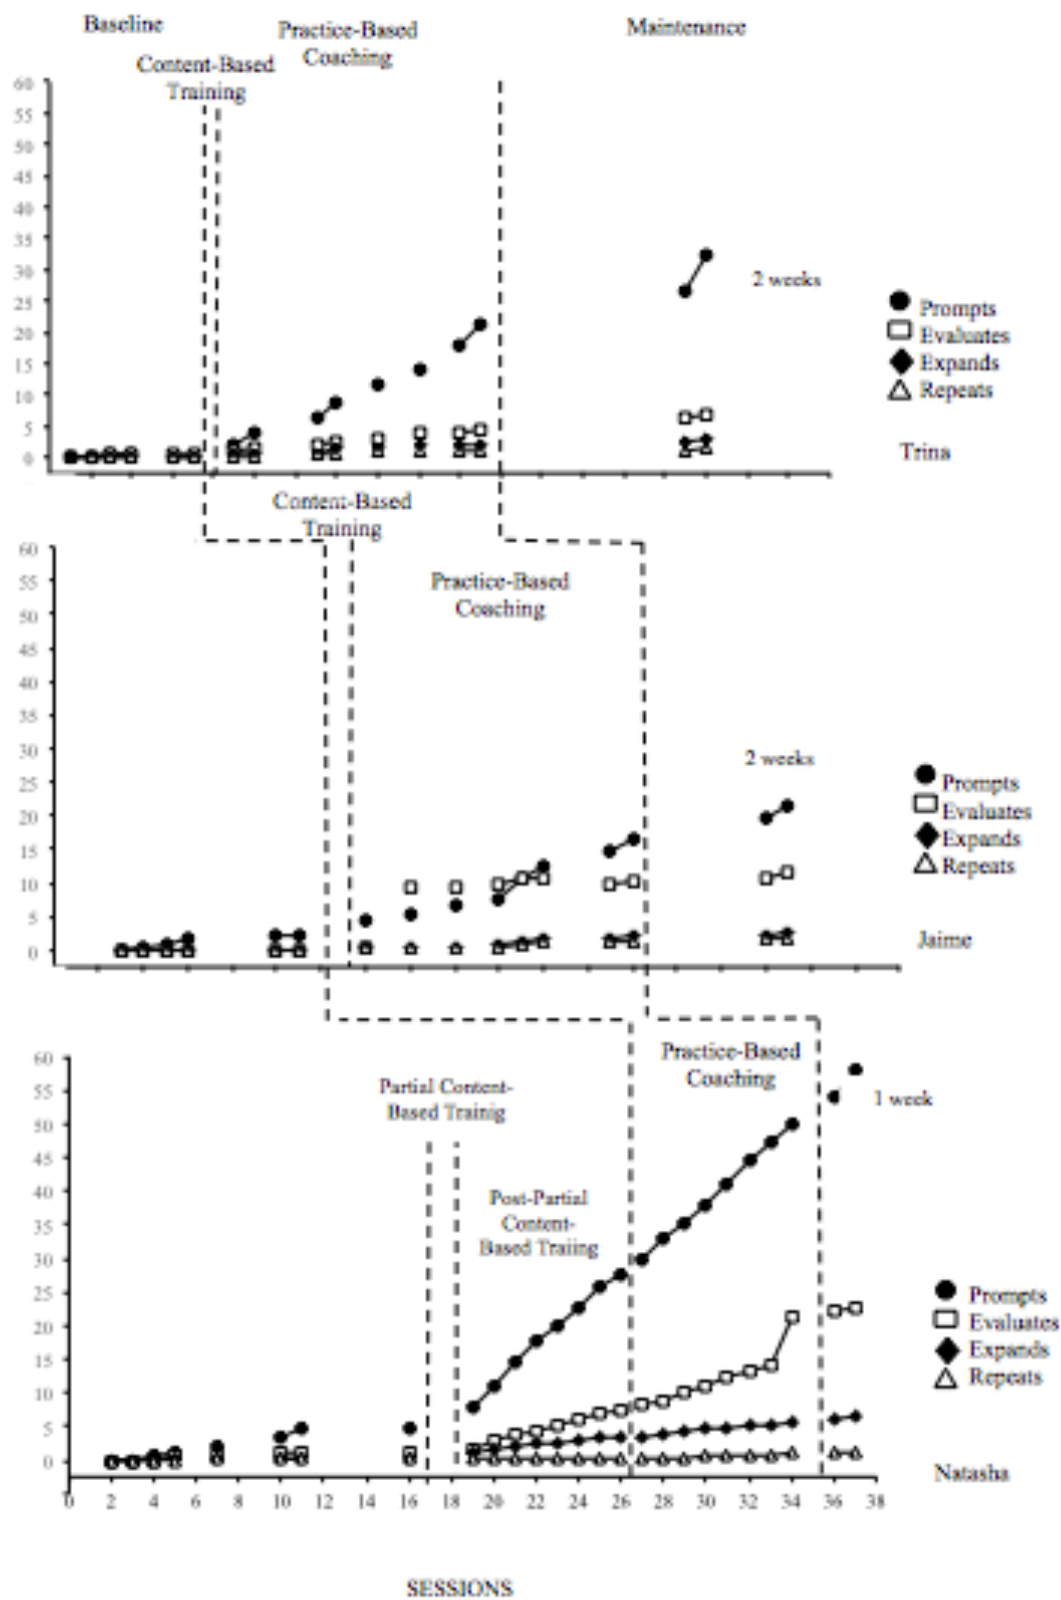 Baseline
Practice-Based
Coaching
Maintenance
Content-Based
Training
60
55
50
45
40
35
30
25
20
15
10
5
0
2 weeks
Prompts
Evaluates
Expands
Repeats
Trina
Content-Based
Training
60
55
50
45
40
35
30
25
20
15
10
5
0
Practice-Based
Coaching
2 weeks
Prompts
Evaluates
Expands
Repeats
Jaime
60
55
50
45
40
35
30
25
20
15
10
5
0
Practice-Based
Coaching
Partial Content-
Based Trainig
1 week
Post-Partial
Content-
Based Traiing
Prompts
Evaluates
Expands
Repeats
Natasha
0 2 4 6 8 10 12 14 16 18 20 22 24 26 28 30 32 34 36 38
SESSIONS